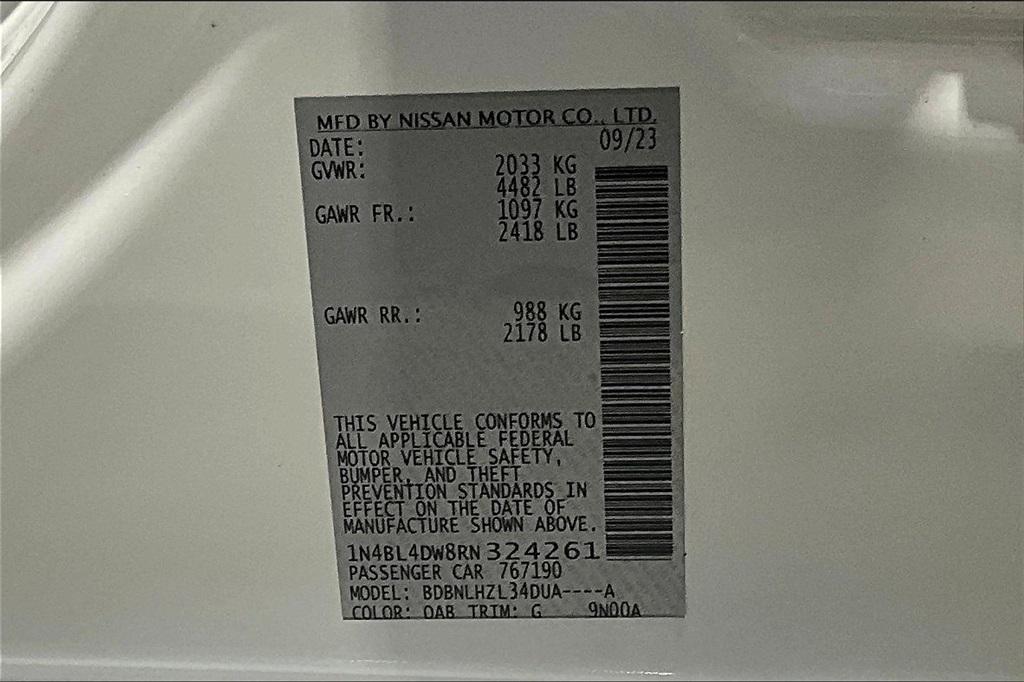 MFD BY NISSAN MOTOR CO., LTD.
DATE: 09/23
GVWR: 2033 KG
4482 LB
GAWR FR.: 1097 KG
2418 LB
GAWR RR.: 988 KG
2178 LB
THIS VEHICLE CONFORMS TO
ALL APPLICABLE FEDERAL
MOTOR VEHICLE SAFETY,
BUMPER, AND THEFT
PREVENTION STANDARDS IN
EFFECT ON THE DATE OF
MANUFACTURE SHOWN ABOVE.
1N4BL4DW8RN324261
PASSENGER CAR 767190
MODEL: BDBNLHZL34DUA----A
COLOR: QAB TRIM: G 9N00A